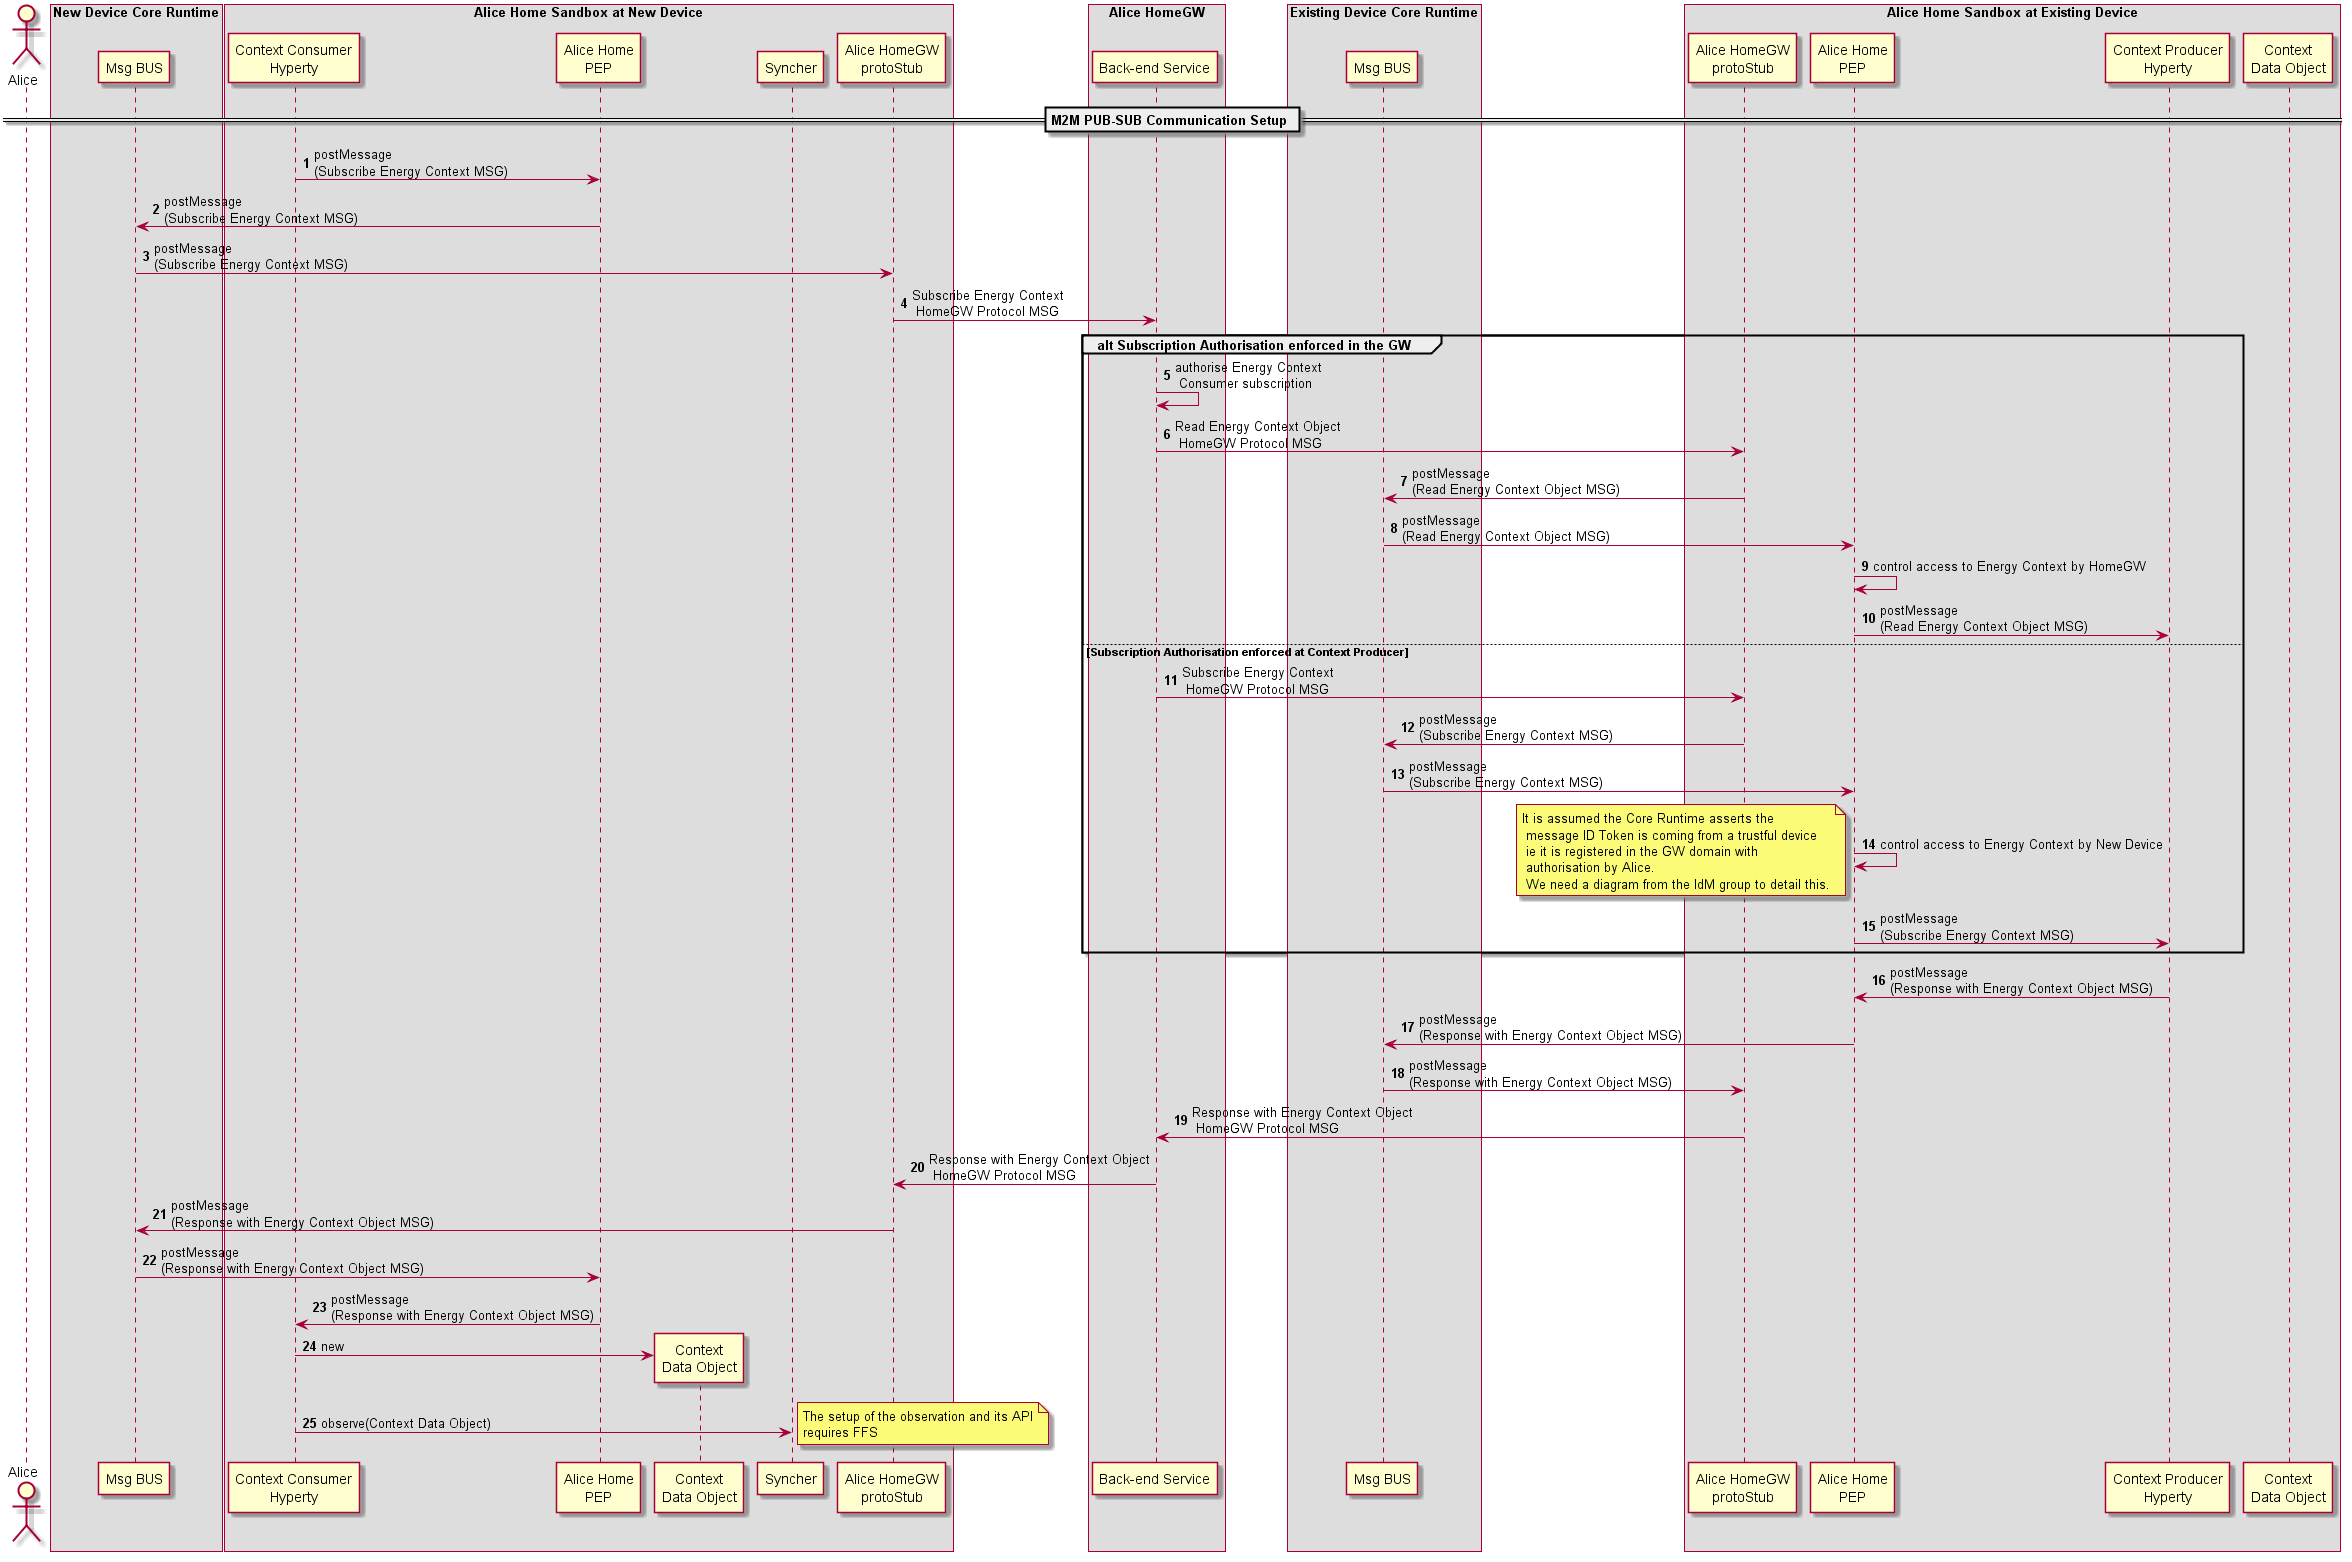 New Device Core Runtime
Alice Home Sandbox at New Device
Alice HomeGW
Existing Device Core Runtime
Alice Home Sandbox at Existing Device
Alice
Msg BUS
Context Consumer
Hyperty
Alice Home
PEP
Syncher
Alice HomeGW
protoStub
Back-end Service
Msg BUS
Alice HomeGW
protoStub
Alice Home
PEP
Context Producer
Hyperty
Context
Data Object
M2M PUB-SUB Communication Setup
1 postMessage
(Subscribe Energy Context MSG)
2 postMessage
(Subscribe Energy Context MSG)
3 postMessage
(Subscribe Energy Context MSG)
4 Subscribe Energy Context
HomeGW Protocol MSG
alt Subscription Authorisation enforced in the GW
5 authorise Energy Context
Consumer subscription
6 Read Energy Context Object
HomeGW Protocol MSG
7 postMessage
(Read Energy Context Object MSG)
8 postMessage
(Read Energy Context Object MSG)
9 control access to Energy Context by HomeGW
10 postMessage
(Read Energy Context Object MSG)
[Subscription Authorisation enforced at Context Producer]
11 Subscribe Energy Context
HomeGW Protocol MSG
12 postMessage
(Subscribe Energy Context MSG)
13 postMessage
(Subscribe Energy Context MSG)
It is assumed the Core Runtime asserts the
message ID Token is coming from a trustful device
ie it is registered in the GW domain with
authorisation by Alice.
We need a diagram from the IdM group to detail this.
14 control access to Energy Context by New Device
15 postMessage
(Subscribe Energy Context MSG)
16 postMessage
(Response with Energy Context Object MSG)
17 postMessage
(Response with Energy Context Object MSG)
18 postMessage
(Response with Energy Context Object MSG)
19 Response with Energy Context Object
HomeGW Protocol MSG
20 Response with Energy Context Object
HomeGW Protocol MSG
21 postMessage
(Response with Energy Context Object MSG)
22 postMessage
(Response with Energy Context Object MSG)
23 postMessage
(Response with Energy Context Object MSG)
24 new
Context
Data Object
25 observe(Context Data Object)
The setup of the observation and its API
requires FFS
Alice
Msg BUS
Context Consumer
Hyperty
Alice Home
PEP
Context
Data Object
Syncher
Alice HomeGW
protoStub
Back-end Service
Msg BUS
Alice HomeGW
protoStub
Alice Home
PEP
Context Producer
Hyperty
Context
Data Object